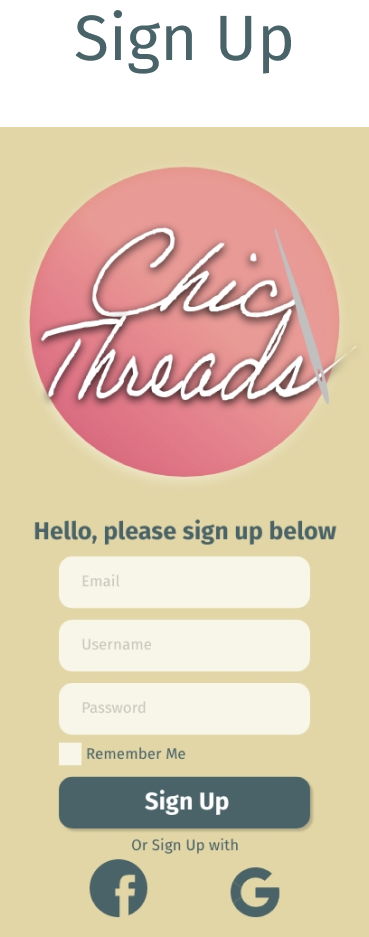 Sign Up
Chic
Threads
Hello, please sign up below
Email
Username
Password
Remember Me
Sign Up
Or Sign Up with
f G